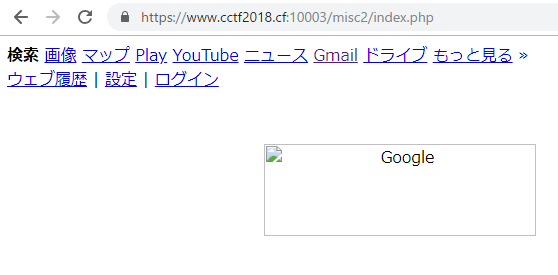 https://www.cctf2018.cf:10003/misc2/index.php
検索 画像 マップ Play YouTube ニュース Gmail ドライブ もっと見る »
ウェブ履歴 | 設定 | ログイン
Google